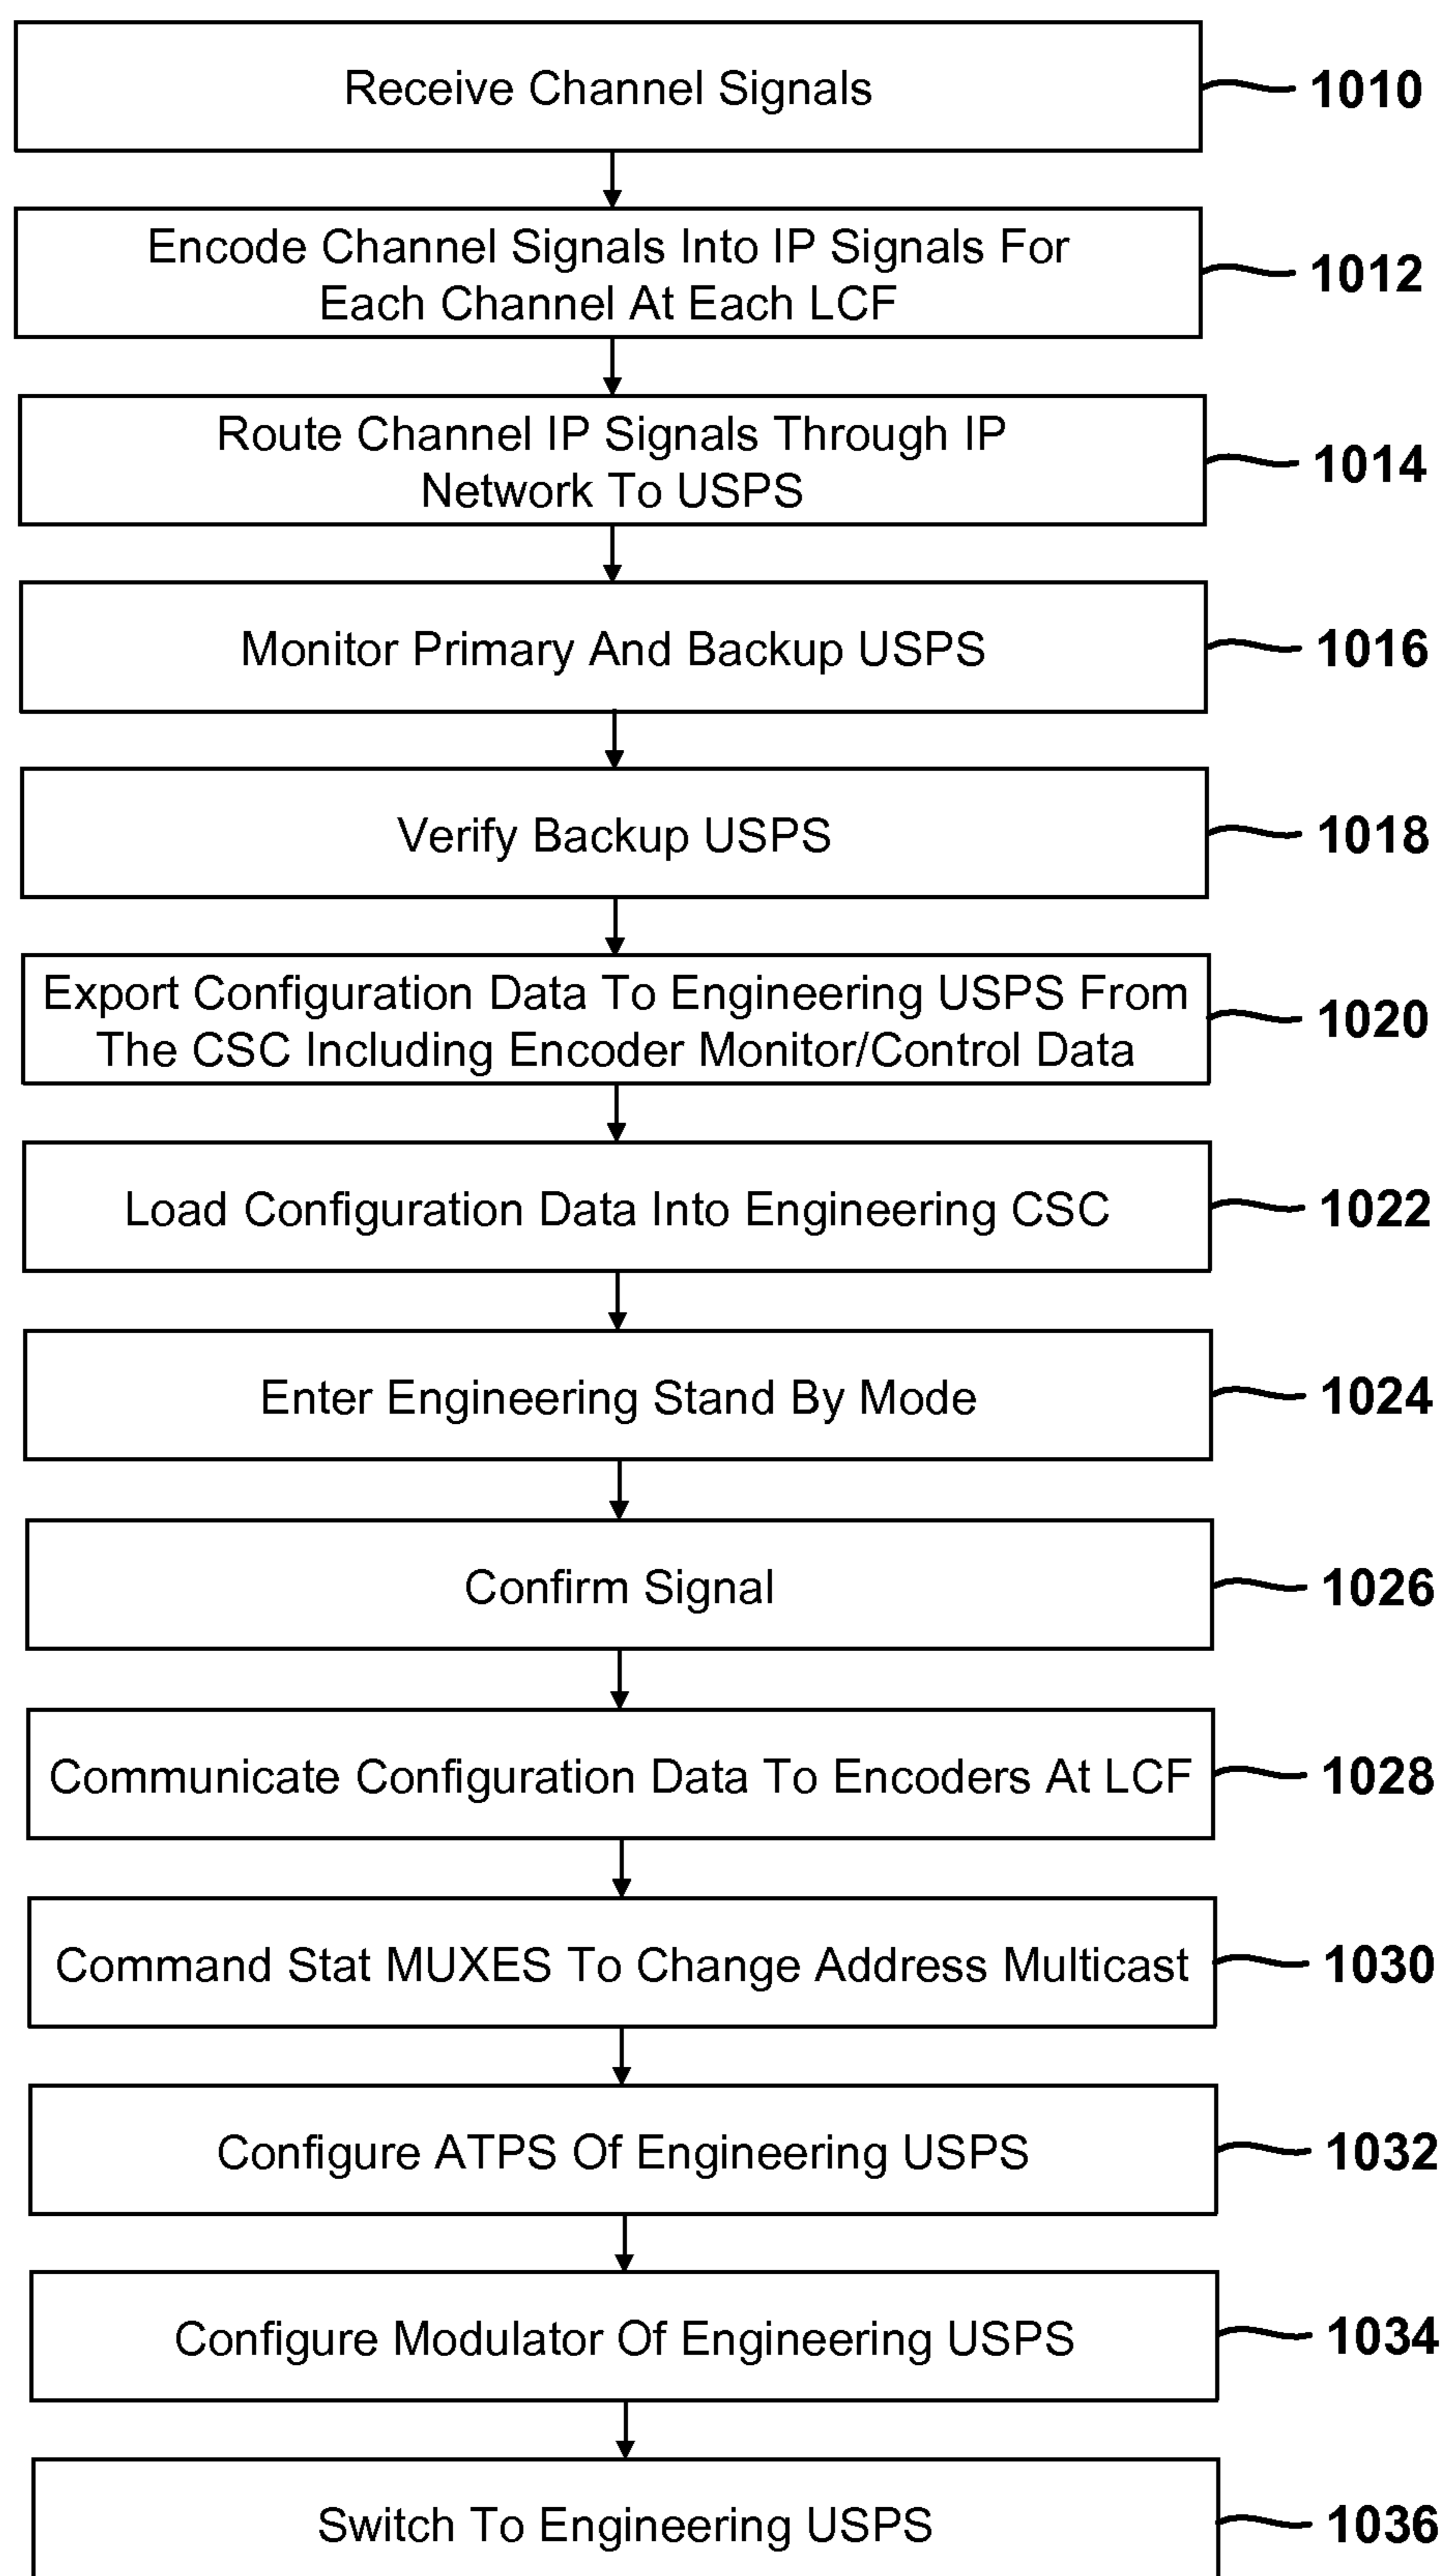 Receive Channel Signals
1010
Encode Channel Signals Into IP Signals For
Each Channel At Each LCF
1012
Route Channel IP Signals Through IP
Network To USPS
1014
Monitor Primary And Backup USPS
1016
Verify Backup USPS
1018
Export Configuration Data To Engineering USPS From
The CSC Including Encoder Monitor/Control Data
1020
Load Configuration Data Into Engineering CSC
1022
Enter Engineering Stand By Mode
1024
Confirm Signal
1026
Communicate Configuration Data To Encoders At LCF
1028
Command Stat MUXES To Change Address Multicast
1030
Configure ATPS Of Engineering USPS
1032
Configure Modulator Of Engineering USPS
1034
Switch To Engineering USPS
1036